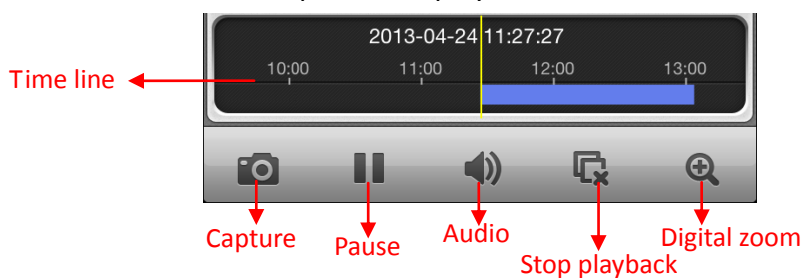 2013-04-24 11:27:27
Time line
10:00 11:00 12:00 13:00
Capture
Pause
Audio
Stop playback
Digital zoom